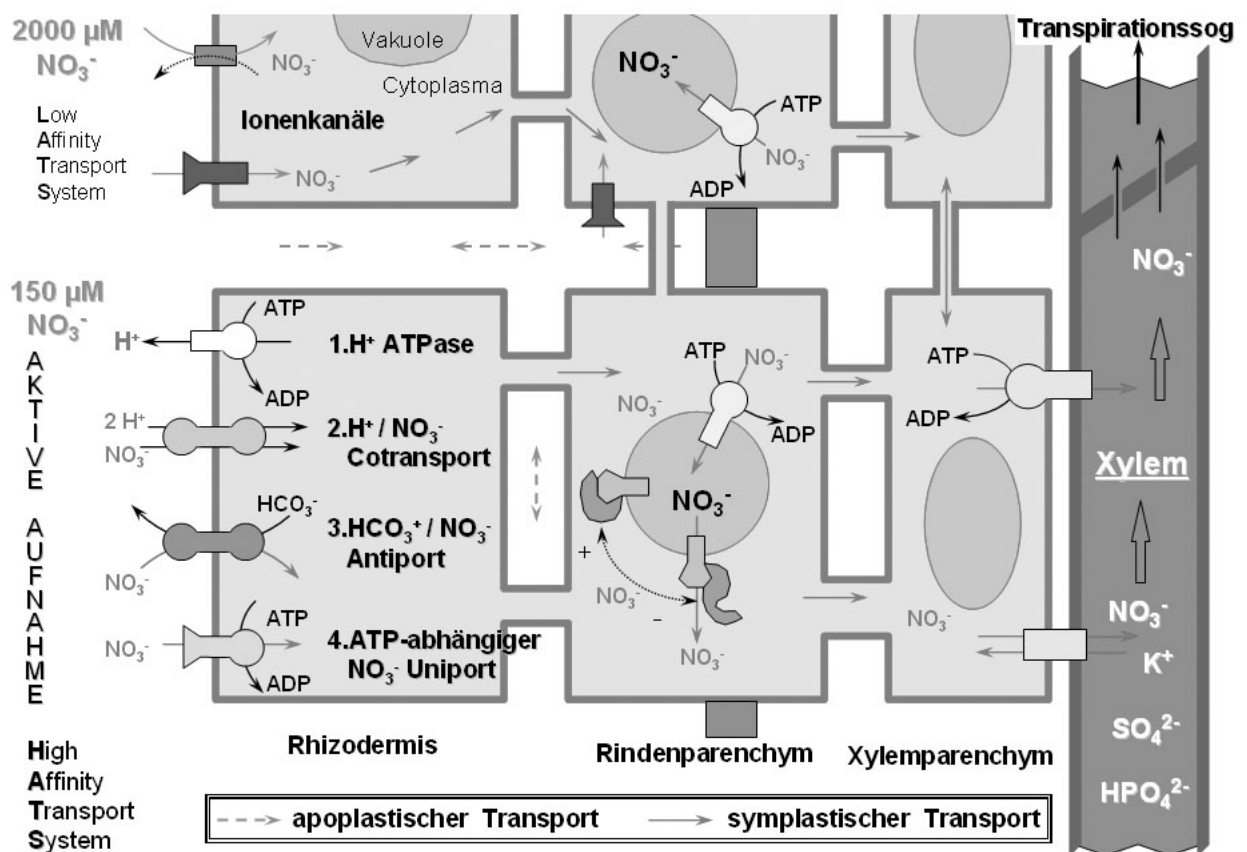 2000 µM
NO₃⁻
Low
Affinity
Transport
System
NO₃⁻
Vakuole
Cytoplasma
Ionenkanäle
NO₃⁻
NO₃⁻
ATP
NO₃⁻
ADP
Transpirationssog
NO₃⁻
150 µM
NO₃⁻
AKTIVE AUFNAHME
High
Affinity
Transport
System
H⁺
ATP
ADP
1.H⁺ ATPase
2 H⁺
NO₃⁻
2.H⁺ / NO₃⁻
Cotransport
HCO₃⁻
NO₃⁻
3.HCO₃⁺ / NO₃⁻
Antiport
NO₃⁻
ATP
ADP
4.ATP-abhängiger
NO₃⁻ Uniport
ATP
NO₃⁻
NO₃⁻
ADP
NO₃⁻
+
NO₃⁻
−
NO₃⁻
ATP
ADP
NO₃⁻
Xylem
NO₃⁻
K⁺
SO₄²⁻
HPO₄²⁻
Rhizodermis
Rindenparenchym
Xylemparenchym
apoplastischer Transport
symplastischer Transport